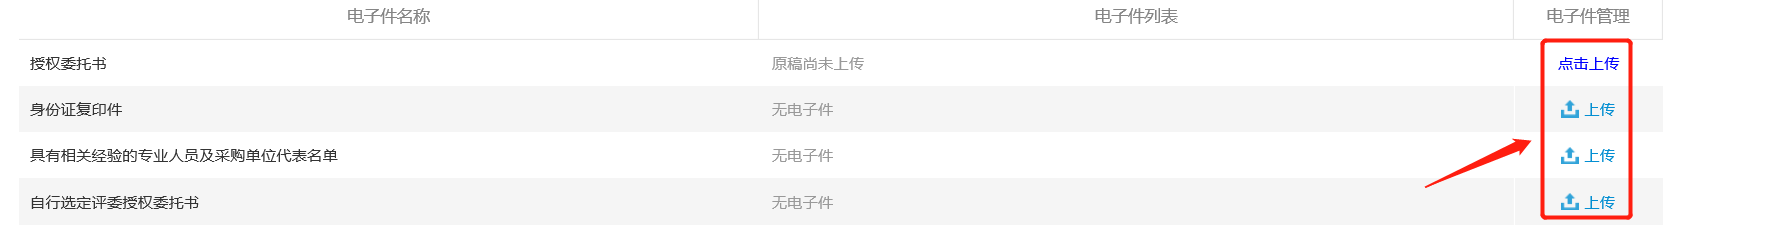 电子件名称 电子件列表 电子件管理
授权委托书 原稿尚未上传 点击上传
身份证复印件 无电子件 上传
具有相关经验的专业人员及采购单位代表名单 无电子件 上传
自行选定评委授权委托书 无电子件 上传